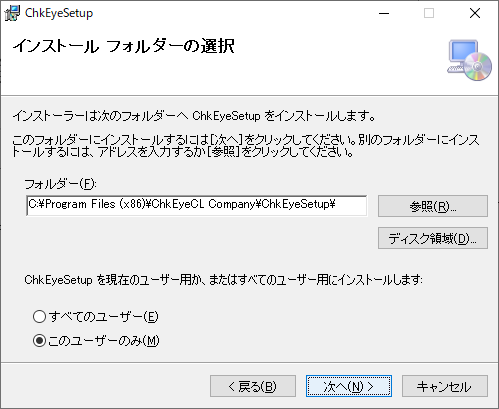 ChkEyeSetup
インストール フォルダーの選択
インストーラーは次のフォルダーへ ChkEyeSetup をインストールします。
このフォルダーにインストールするには[次へ]をクリックしてください。別のフォルダーにインス
トールするには、アドレスを入力するか[参照]をクリックしてください。
フォルダー(F):
C:¥Program Files (x86)¥ChkEyeCL Company¥ChkEyeSetup¥
参照(R)...
ディスク領域(D)...
ChkEyeSetup を現在のユーザー用か、またはすべてのユーザー用にインストールします:
すべてのユーザー(E)
このユーザーのみ(M)
< 戻る(B)
次へ(N) >
キャンセル